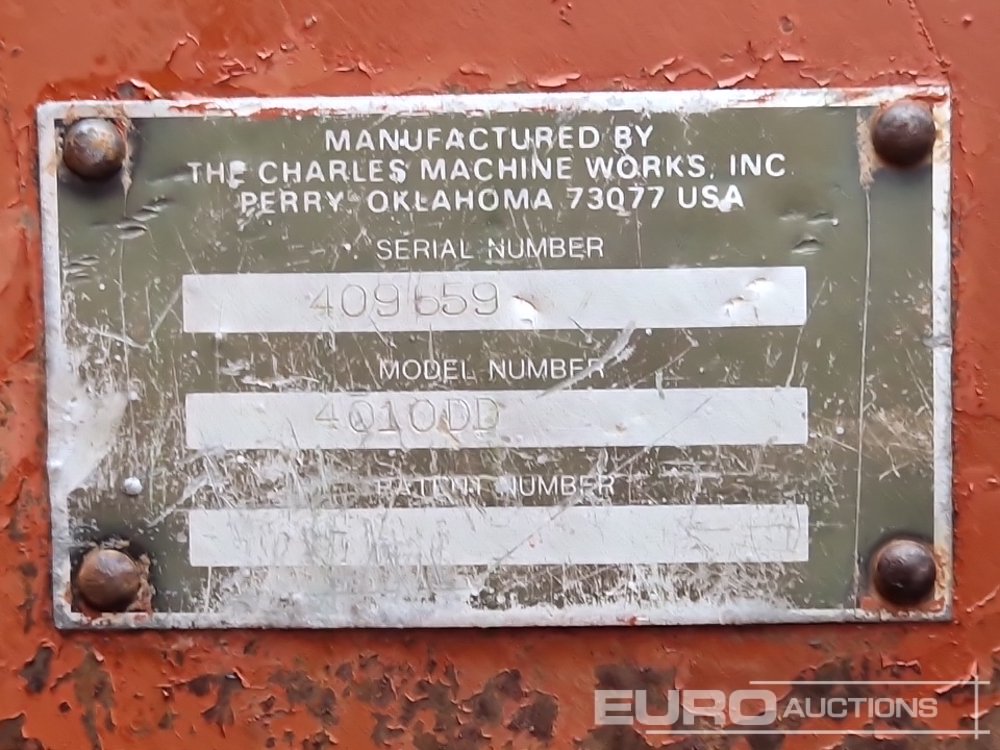 MANUFACTURED BY
THE CHARLES MACHINE WORKS, INC
PERRY, OKLAHOMA 73077 USA
SERIAL NUMBER
409659
MODEL NUMBER
4010DD
PATENT NUMBER
EURO AUCTIONS